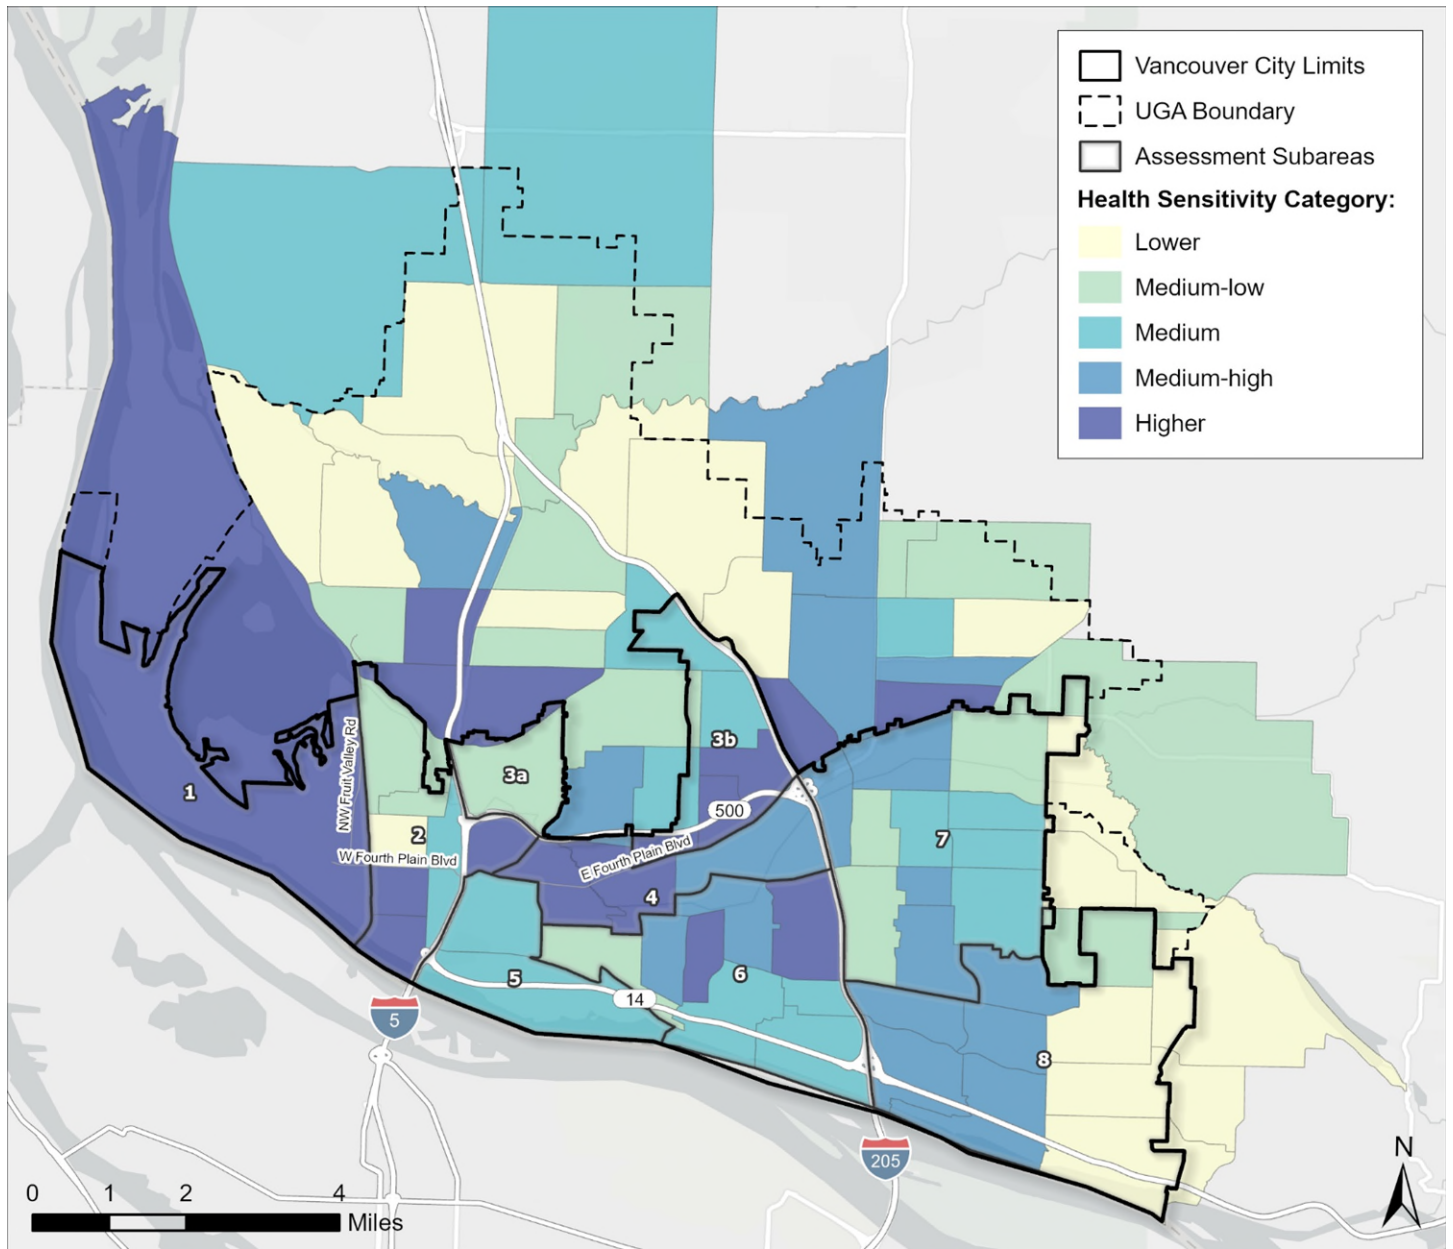 Vancouver City Limits
UGA Boundary
Assessment Subareas
Health Sensitivity Category:
Lower
Medium-low
Medium
Medium-high
Higher
3b
NW Fruit Valley Rd
3a
1
500
2
7
W Fourth Plain Blvd
E Fourth Plain Blvd
4
5
6
14
5
8
205
N
0 1 2 4
Miles